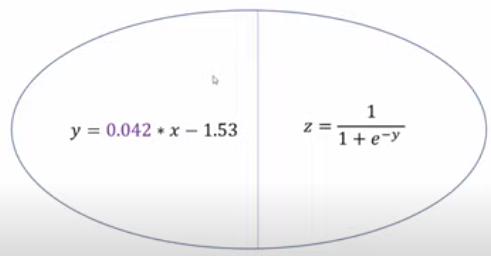 y = 0.042 * x − 1.53
z = 1 / (1 + e^−y)